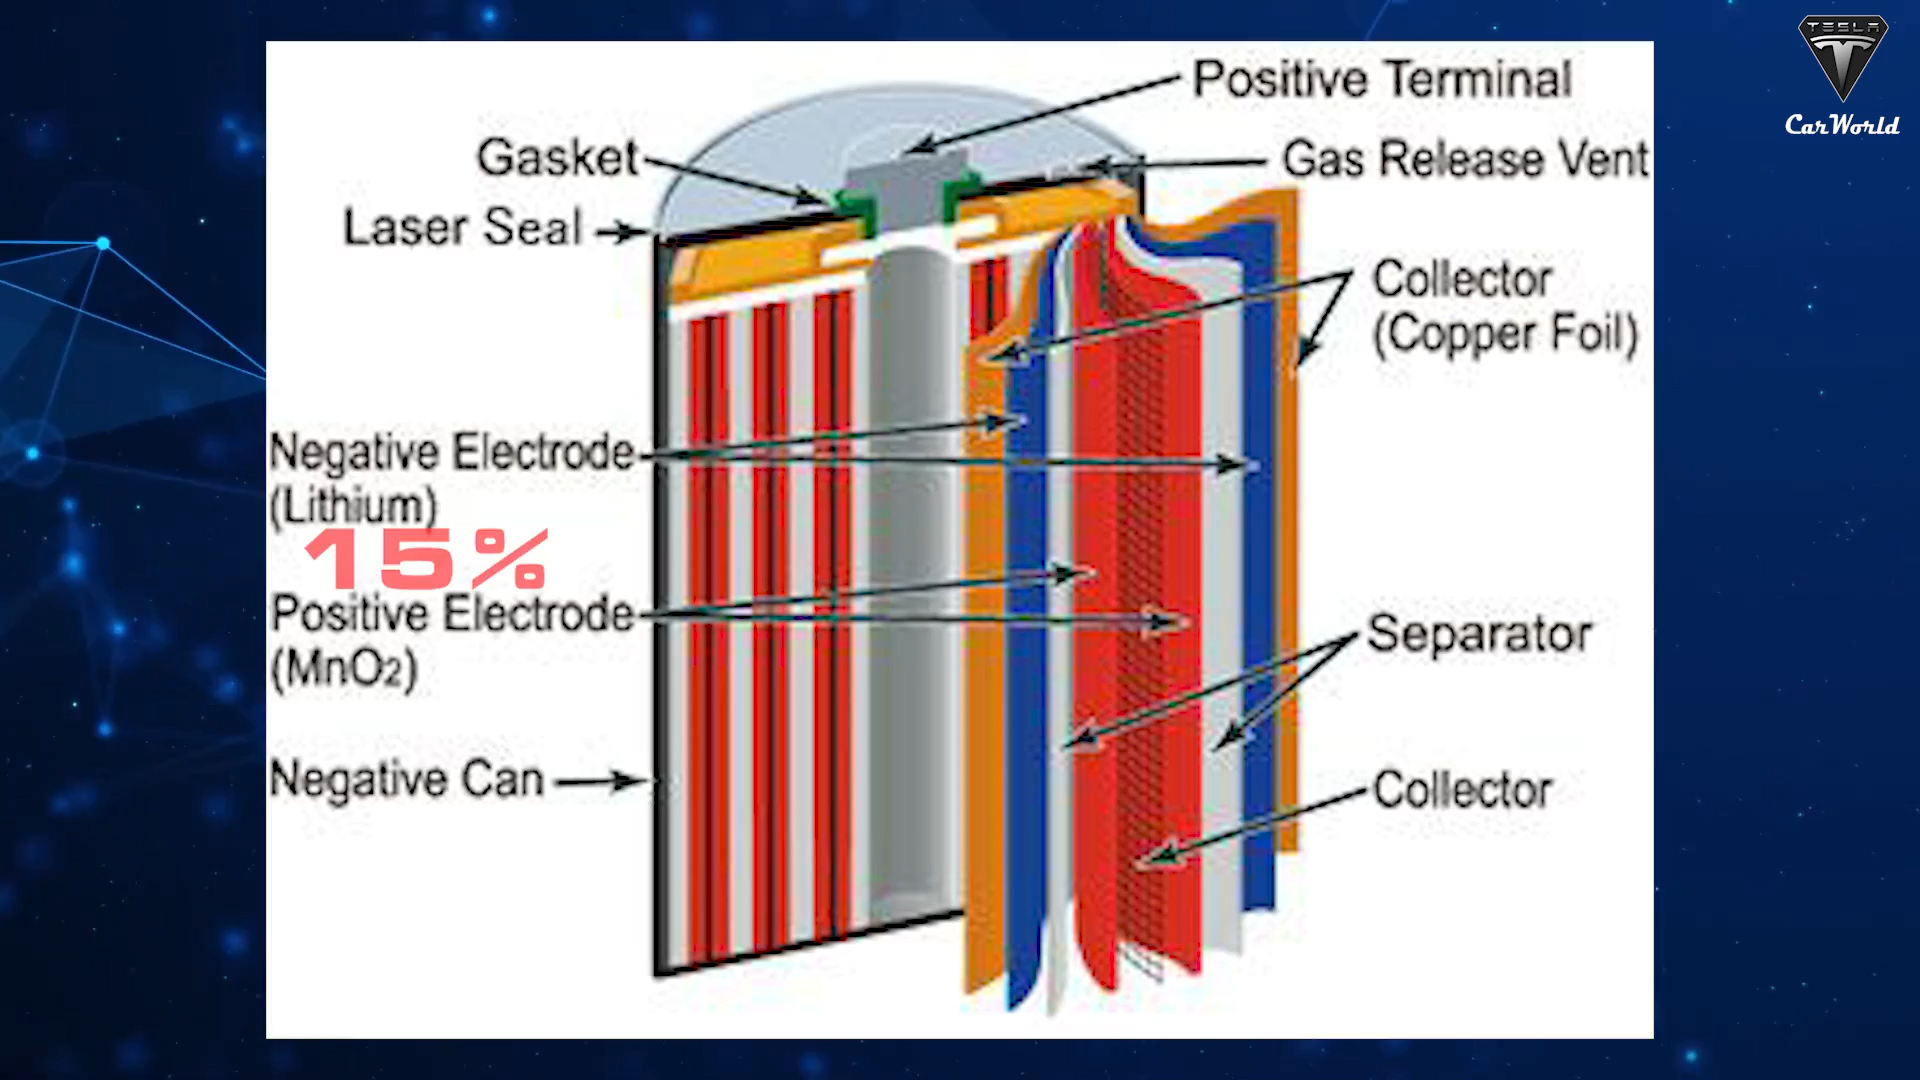 TESLA
CarWorld
Positive Terminal
Gasket
Gas Release Vent
Laser Seal
Collector
(Copper Foil)
Negative Electrode
(Lithium)
15%
Positive Electrode
(MnO2)
Separator
Negative Can
Collector